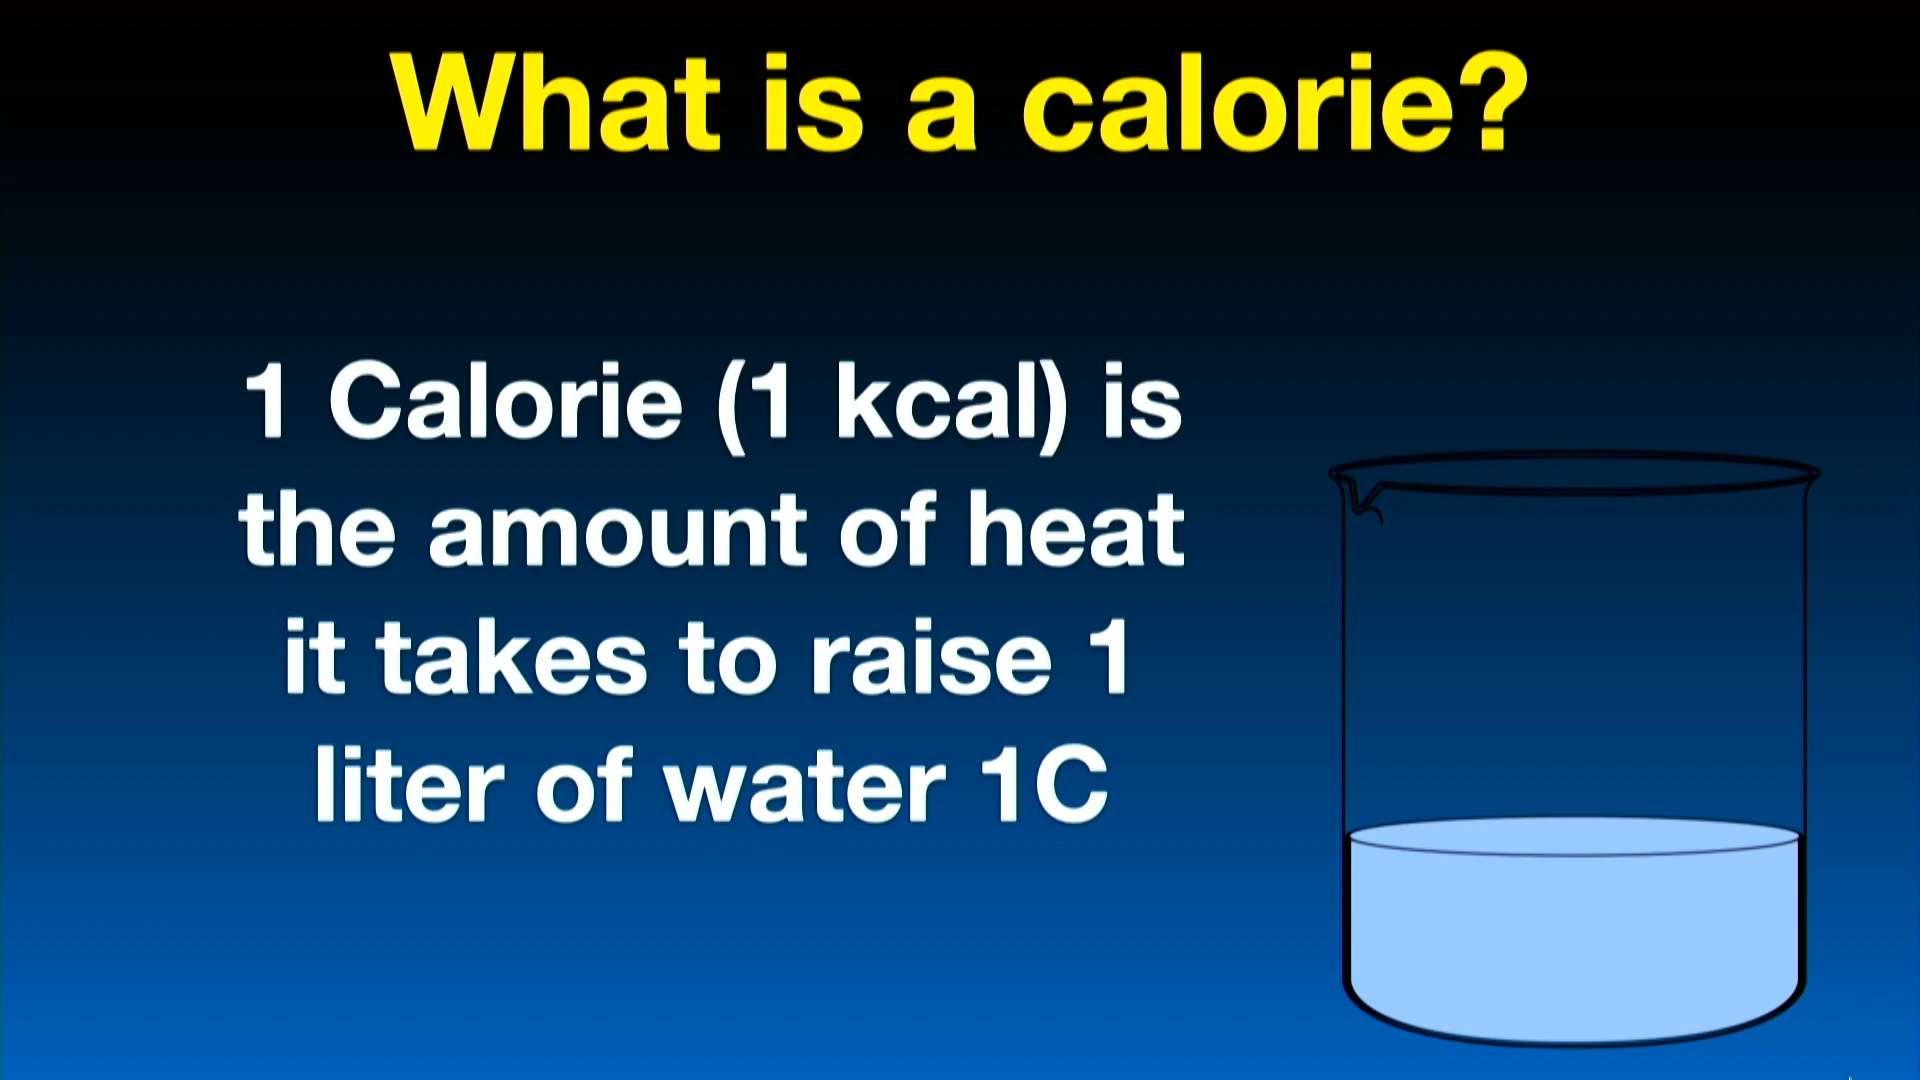 What is a calorie?
1 Calorie (1 kcal) is
the amount of heat
it takes to raise 1
liter of water 1C